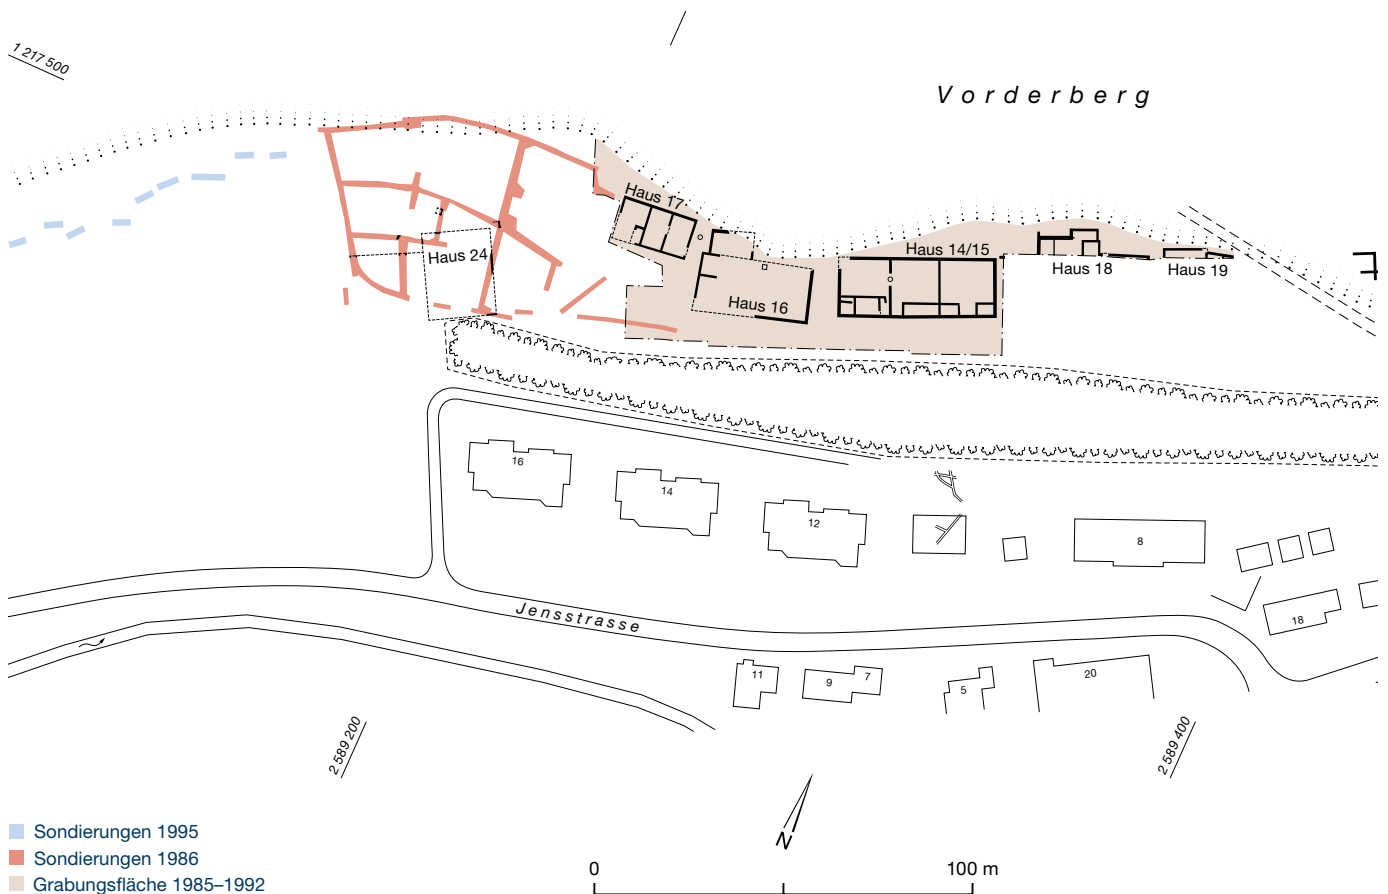 1 217 500
Vorderberg
Haus 17
Haus 14/15
Haus 24
Haus 18
Haus 19
Haus 16
16
14
12
8
Jensstrasse
18
11
9
7
5
20
2 589 200
2 589 400
N
Sondierungen 1995
Sondierungen 1986
Grabungsfläche 1985–1992
0
100 m